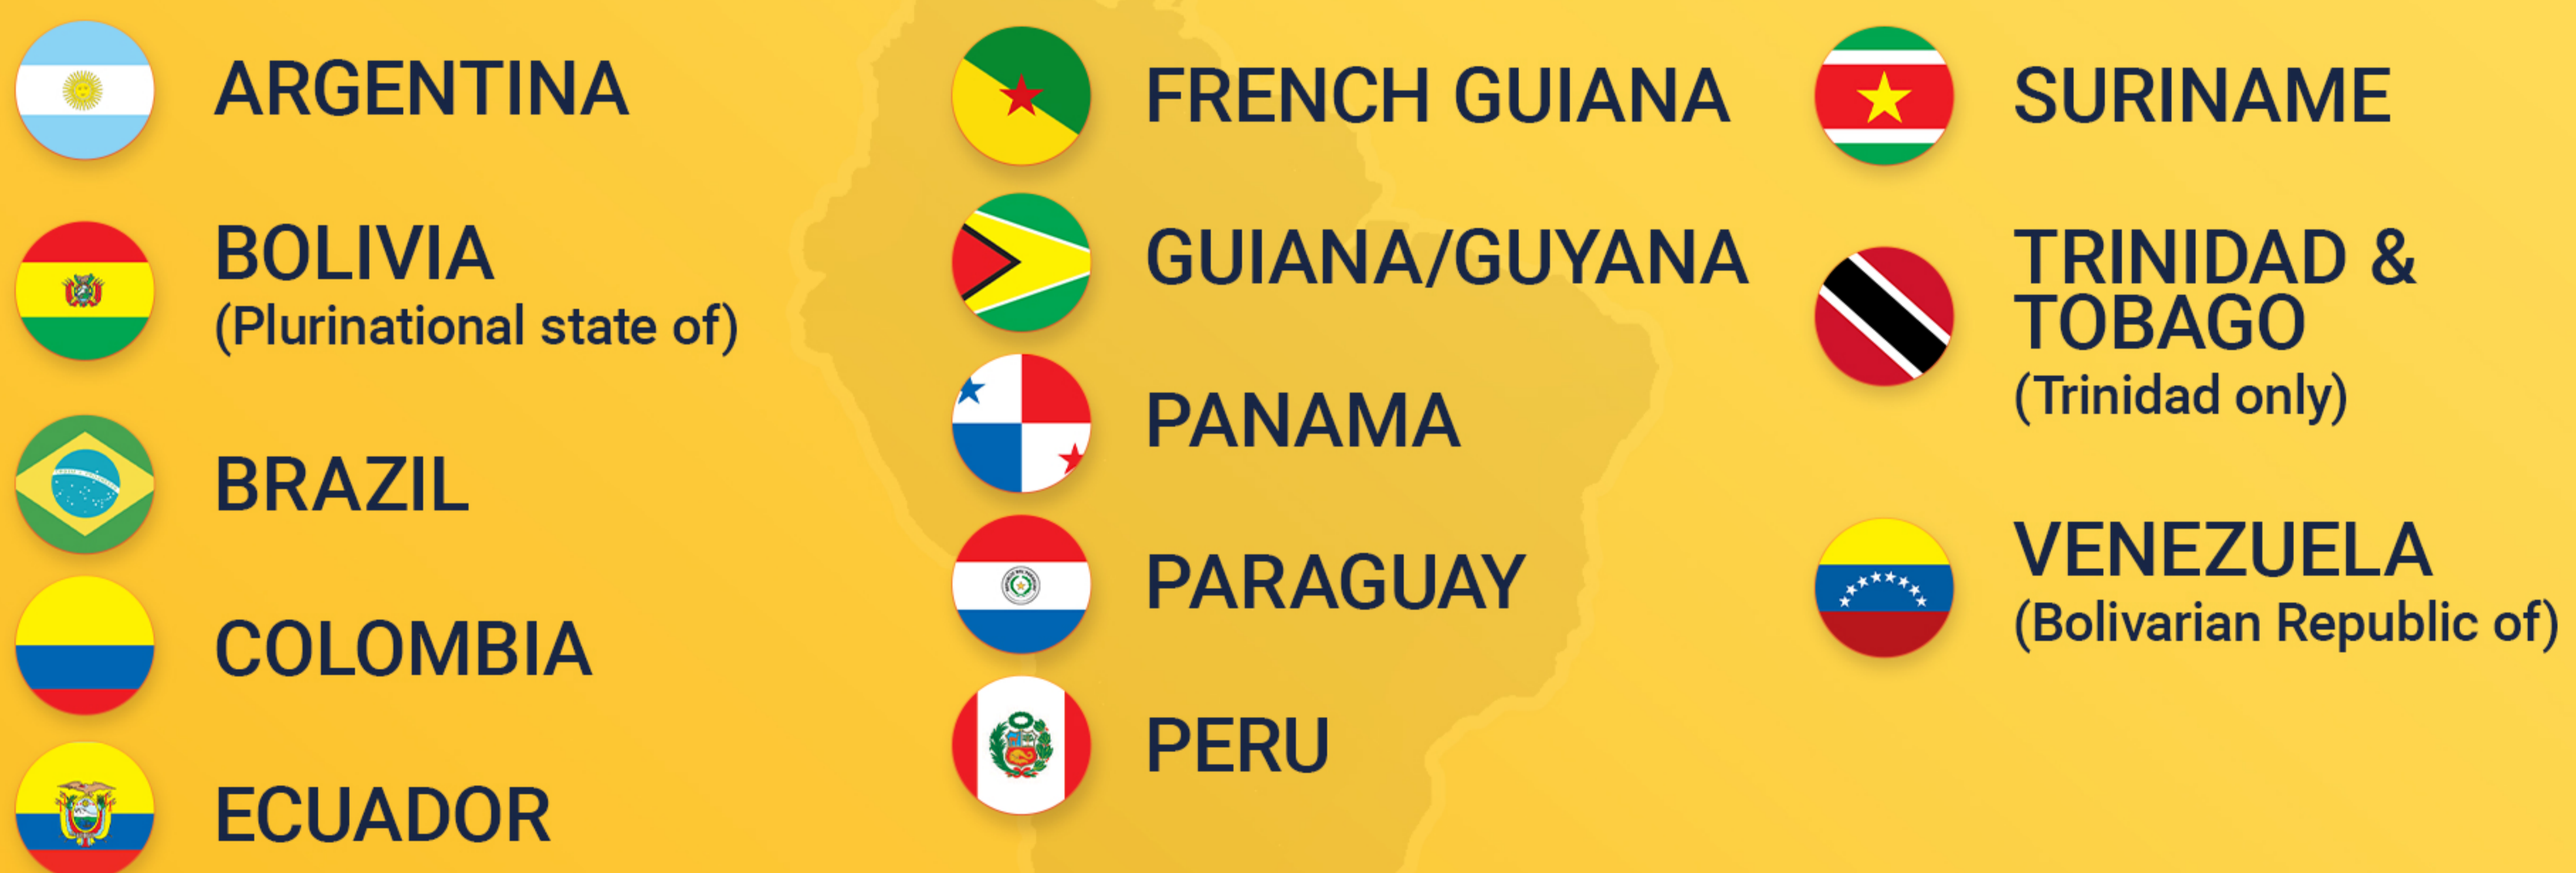 ARGENTINA
BOLIVIA
(Plurinational state of)
BRAZIL
COLOMBIA
ECUADOR
FRENCH GUIANA
GUIANA/GUYANA
PANAMA
PARAGUAY
PERU
SURINAME
TRINIDAD &
TOBAGO
(Trinidad only)
VENEZUELA
(Bolivarian Republic of)